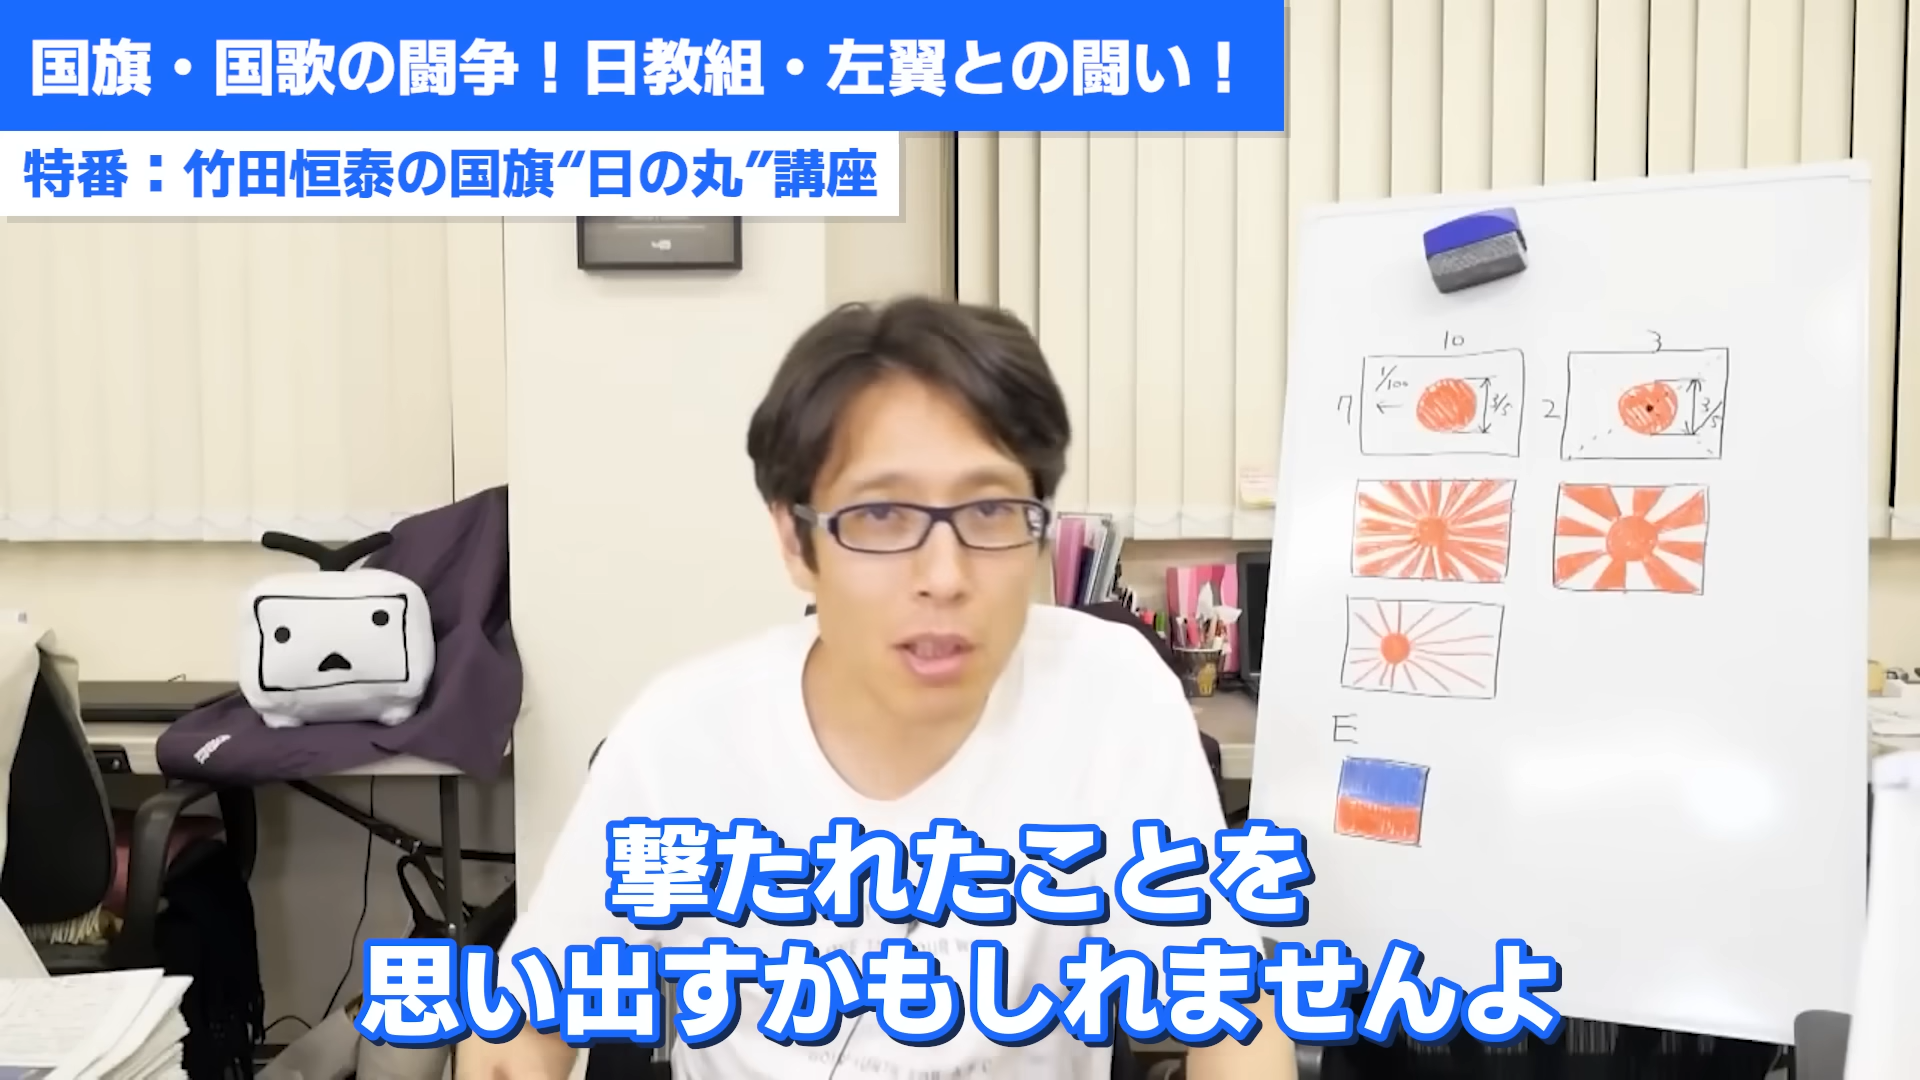 国旗・国歌の闘争！日教組・左翼との闘い！
特番：竹田恒泰の国旗“日の丸”講座
10
3
1/100
7
3/5
2
3/5
E
撃たれたことを
思い出すかもしれませんよ